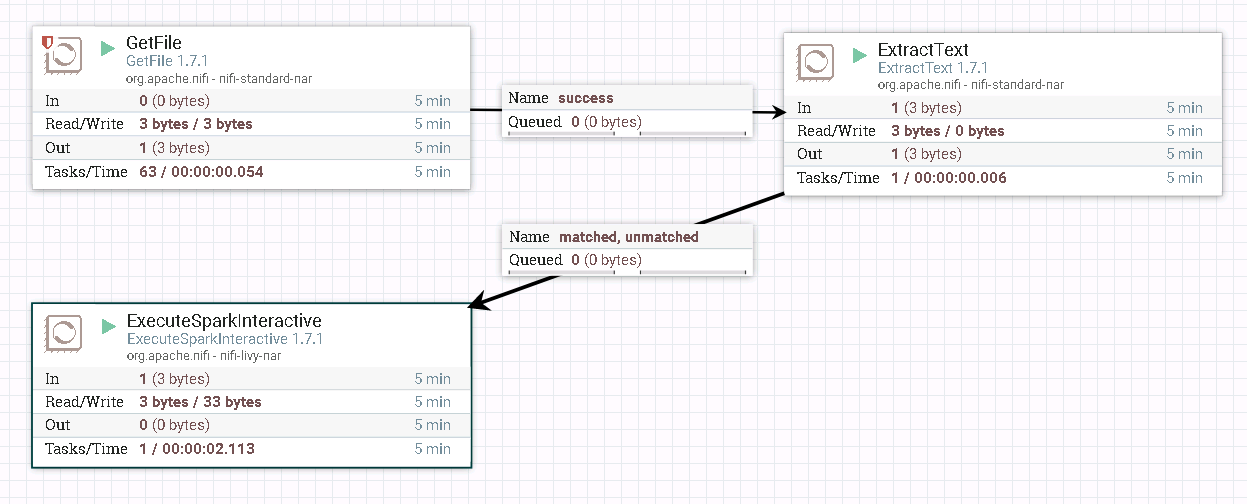 GetFile
GetFile 1.7.1
org.apache.nifi - nifi-standard-nar
In 0 (0 bytes) 5 min
Read/Write 3 bytes / 3 bytes 5 min
Out 1 (3 bytes) 5 min
Tasks/Time 63 / 00:00:00.054 5 min
Name success
Queued 0 (0 bytes)
ExtractText
ExtractText 1.7.1
org.apache.nifi - nifi-standard-nar
In 1 (3 bytes) 5 min
Read/Write 3 bytes / 0 bytes 5 min
Out 1 (3 bytes) 5 min
Tasks/Time 1 / 00:00:00.006 5 min
Name matched, unmatched
Queued 0 (0 bytes)
ExecuteSparkInteractive
ExecuteSparkInteractive 1.7.1
org.apache.nifi - nifi-livy-nar
In 1 (3 bytes) 5 min
Read/Write 3 bytes / 33 bytes 5 min
Out 0 (0 bytes) 5 min
Tasks/Time 1 / 00:00:02.113 5 min